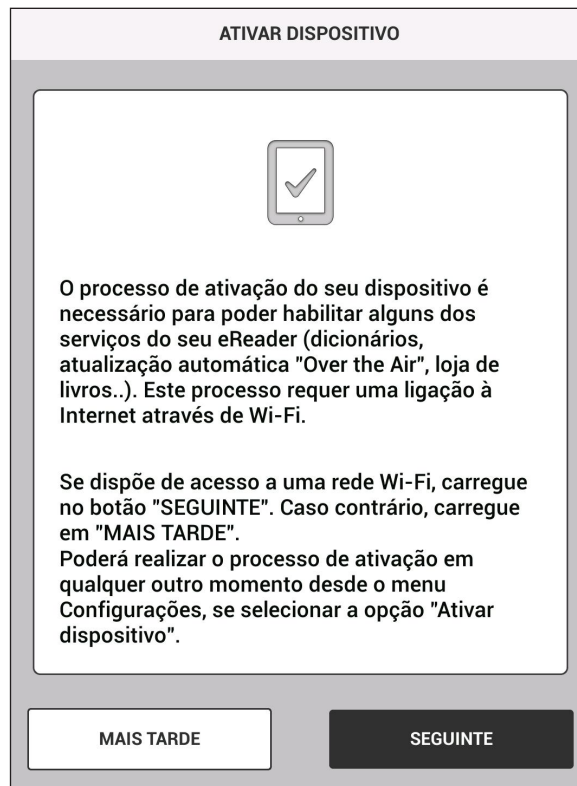 ATIVAR DISPOSITIVO
O processo de ativação do seu dispositivo é
necessário para poder habilitar alguns dos
serviços do seu eReader (dicionários,
atualização automática "Over the Air", loja de
livros..). Este processo requer uma ligação à
Internet através de Wi-Fi.
Se dispõe de acesso a uma rede Wi-Fi, carregue
no botão "SEGUINTE". Caso contrário, carregue
em "MAIS TARDE".
Poderá realizar o processo de ativação em
qualquer outro momento desde o menu
Configurações, se selecionar a opção "Ativar
dispositivo".
MAIS TARDE
SEGUINTE